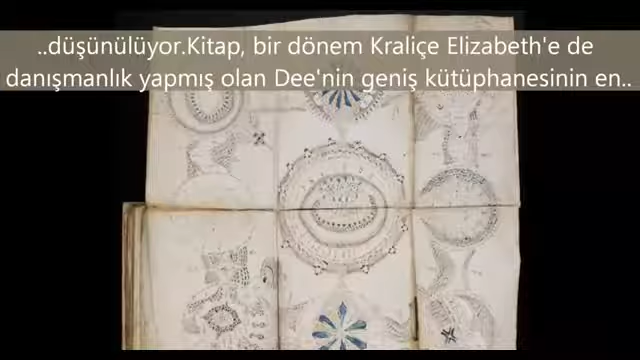 ..düşünülüyor.Kitap, bir dönem Kraliçe Elizabeth'e de
danışmanlık yapmış olan Dee'nin geniş kütüphanesinin en..